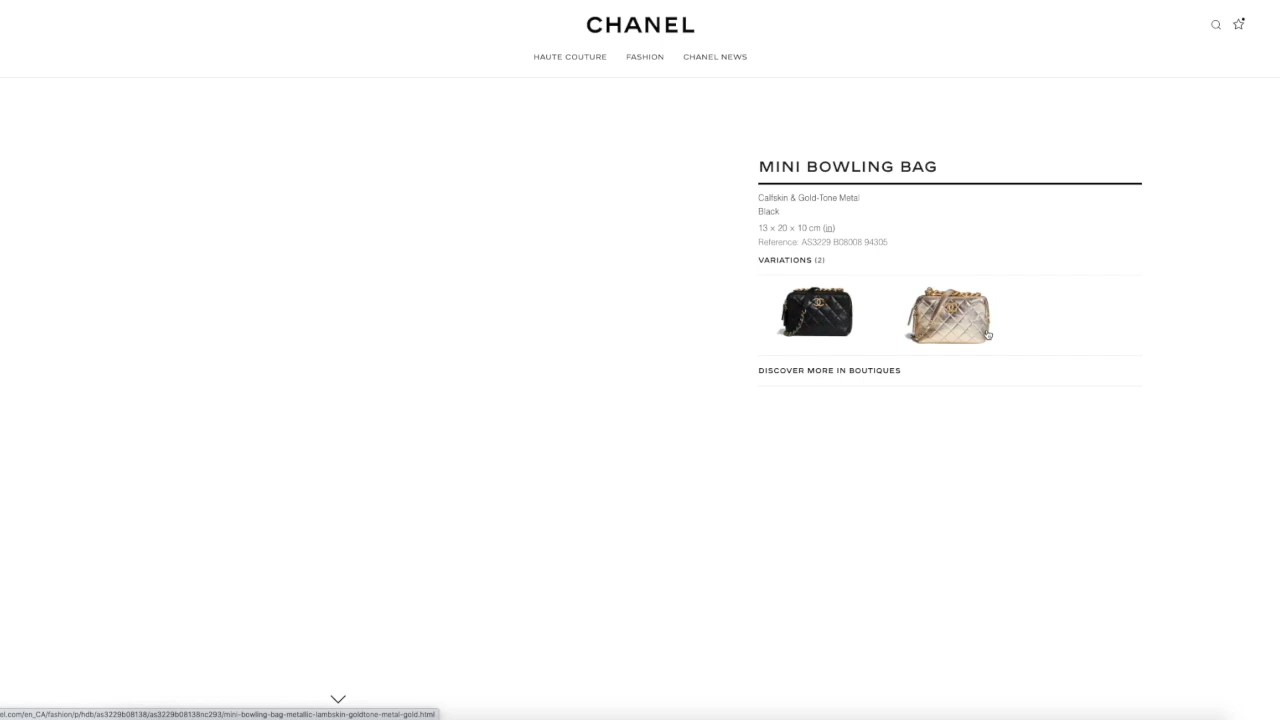 CHANEL
HAUTE COUTURE FASHION CHANEL NEWS
MINI BOWLING BAG
Calfskin & Gold-Tone Metal
Black
13 x 20 x 10 cm (in)
Reference: AS3229 B08008 94305
VARIATIONS (2)
DISCOVER MORE IN BOUTIQUES
el.com/en_CA/fashion/p/hdb/as3229b08138/as3229b08138nc293/mini-bowling-bag-metallic-lambskin-goldtone-metal-gold.html